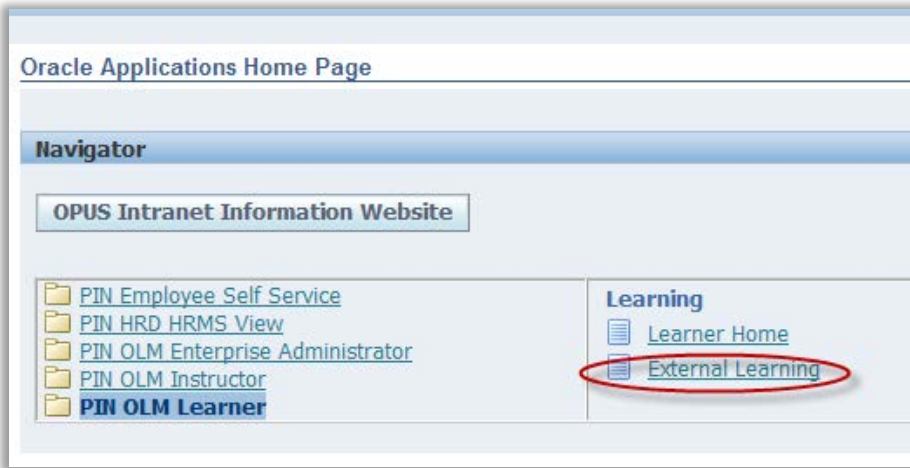 Oracle Applications Home Page
Navigator
OPUS Intranet Information Website
PIN Employee Self Service
PIN HRD HRMS View
PIN OLM Enterprise Administrator
PIN OLM Instructor
PIN OLM Learner
Learning
Learner Home
External Learning